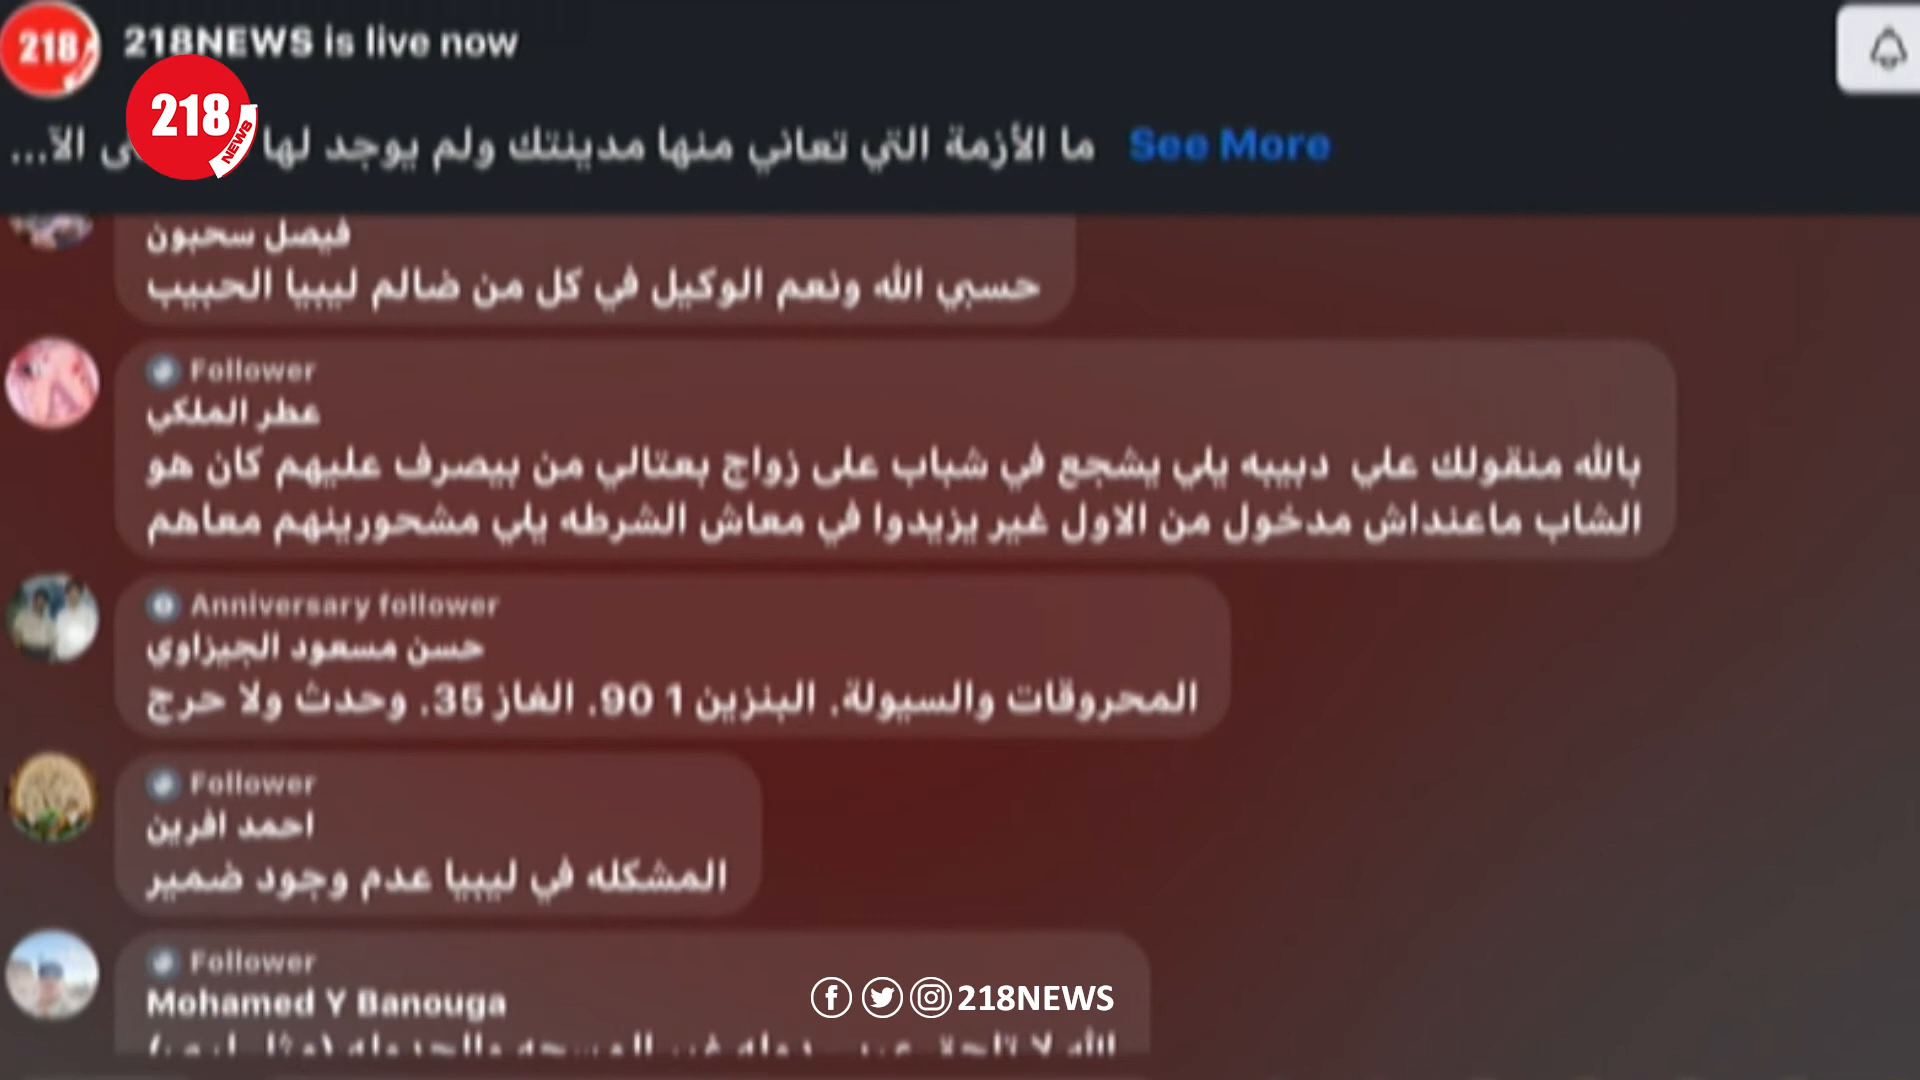 218
218NEWS is live now
218
NEWS
ما الأزمة التي تعاني منها مدينتك ولم يوجد لها
See More
فيصل سحبون
حسبي الله ونعم الوكيل في كل من ضالم ليبيا الحبيب
Follower
عطر الملكي
بالله منقولك علي دبيبه يلي يشجع في شباب على زواج بعتالي من بيصرف عليهم كان هو
الشاب ماعنداش مدخول من الاول غير يزيدوا في معاش الشرطه يلي مشحورينهم معاهم
Anniversary follower
حسن مسعود الجيزاوي
المحروقات والسيولة. البنزين 1 90. الغاز 35. وحدث ولا حرج
Follower
احمد افرين
المشكله في ليبيا عدم وجود ضمير
Follower
Mohamed Y Banouga
218NEWS